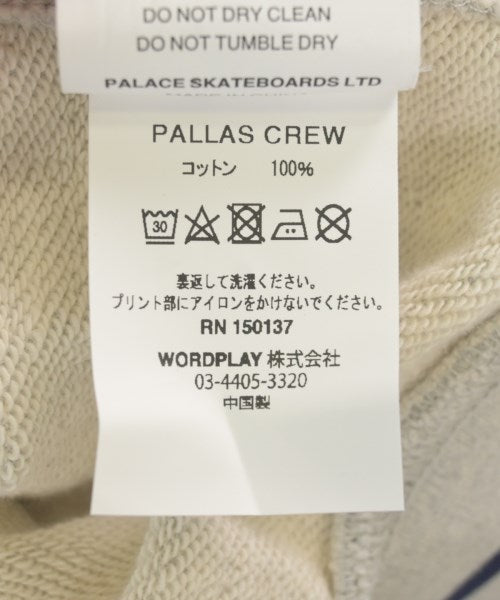 DO NOT DRY CLEAN
DO NOT TUMBLE DRY
PALACE SKATEBOARDS LTD
MADE IN CHINA
PALLAS CREW
コットン 100%
30
裏返して洗濯ください。
プリント部にアイロンをかけないでください。
RN 150137
WORDPLAY 株式会社
03-4405-3320
中国製